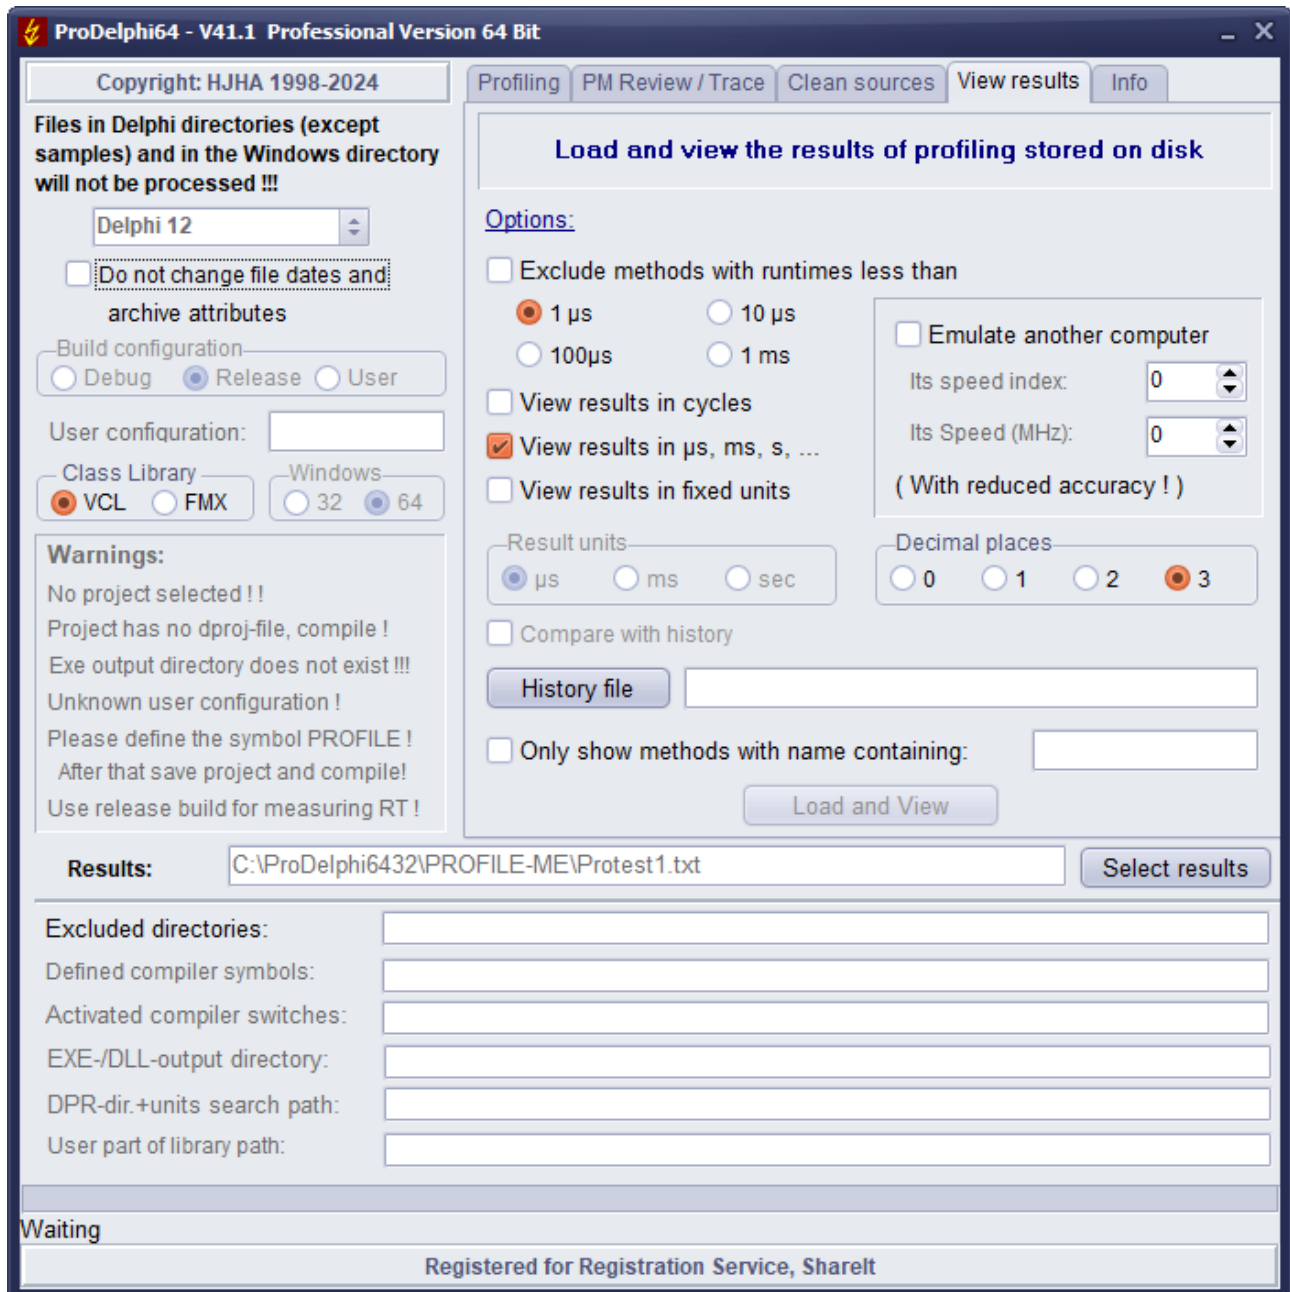 ProDelphi64 - V41.1 Professional Version 64 Bit
Copyright: HJHA 1998-2024
Files in Delphi directories (except
samples) and in the Windows directory
will not be processed !!!
Delphi 12
Do not change file dates and
archive attributes
Build configuration
Debug Release User
User configuration:
Class Library
VCL FMX
Windows
32 64
Warnings:
No project selected ! !
Project has no dproj-file, compile !
Exe output directory does not exist !!!
Unknown user configuration !
Please define the symbol PROFILE !
After that save project and compile!
Use release build for measuring RT !
Profiling PM Review / Trace Clean sources View results Info
Load and view the results of profiling stored on disk
Options:
Exclude methods with runtimes less than
1 µs 10 µs
100µs 1 ms
View results in cycles
View results in µs, ms, s, ...
View results in fixed units
Emulate another computer
Its speed index: 0
Its Speed (MHz): 0
( With reduced accuracy ! )
Result units
µs ms sec
Decimal places
0 1 2 3
Compare with history
History file
Only show methods with name containing:
Load and View
Results: C:\ProDelphi6432\PROFILE-ME\Protest1.txt Select results
Excluded directories:
Defined compiler symbols:
Activated compiler switches:
EXE-/DLL-output directory:
DPR-dir.+units search path:
User part of library path:
Waiting
Registered for Registration Service, ShareIt